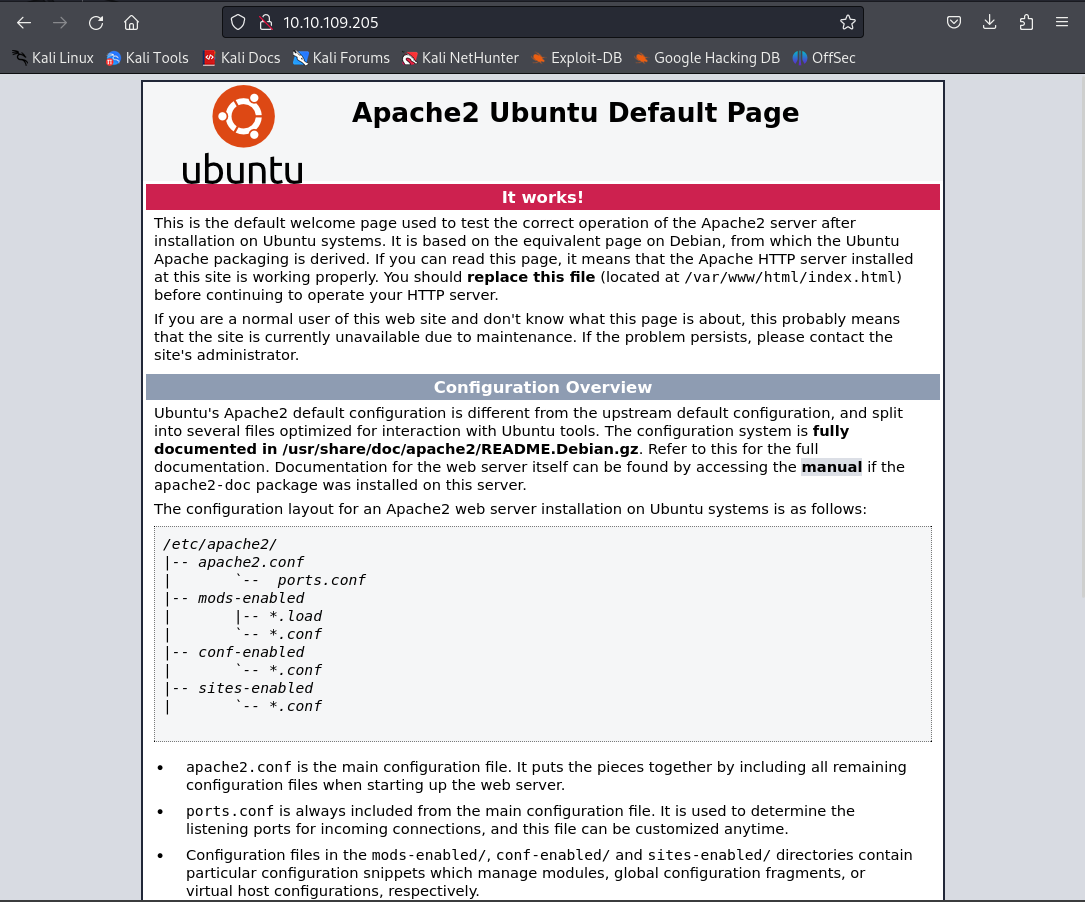 10.10.109.205
Kali Linux Kali Tools Kali Docs Kali Forums Kali NetHunter Exploit-DB Google Hacking DB OffSec
ubuntu
Apache2 Ubuntu Default Page
It works!
This is the default welcome page used to test the correct operation of the Apache2 server after
installation on Ubuntu systems. It is based on the equivalent page on Debian, from which the Ubuntu
Apache packaging is derived. If you can read this page, it means that the Apache HTTP server installed
at this site is working properly. You should replace this file (located at /var/www/html/index.html)
before continuing to operate your HTTP server.
If you are a normal user of this web site and don't know what this page is about, this probably means
that the site is currently unavailable due to maintenance. If the problem persists, please contact the
site's administrator.
Configuration Overview
Ubuntu's Apache2 default configuration is different from the upstream default configuration, and split
into several files optimized for interaction with Ubuntu tools. The configuration system is fully
documented in /usr/share/doc/apache2/README.Debian.gz. Refer to this for the full
documentation. Documentation for the web server itself can be found by accessing the manual if the
apache2-doc package was installed on this server.
The configuration layout for an Apache2 web server installation on Ubuntu systems is as follows:
/etc/apache2/
|-- apache2.conf
|       `--  ports.conf
|-- mods-enabled
|       |-- *.load
|       `-- *.conf
|-- conf-enabled
|       `-- *.conf
|-- sites-enabled
|       `-- *.conf
• apache2.conf is the main configuration file. It puts the pieces together by including all remaining
configuration files when starting up the web server.
• ports.conf is always included from the main configuration file. It is used to determine the
listening ports for incoming connections, and this file can be customized anytime.
• Configuration files in the mods-enabled/, conf-enabled/ and sites-enabled/ directories contain
particular configuration snippets which manage modules, global configuration fragments, or
virtual host configurations, respectively.